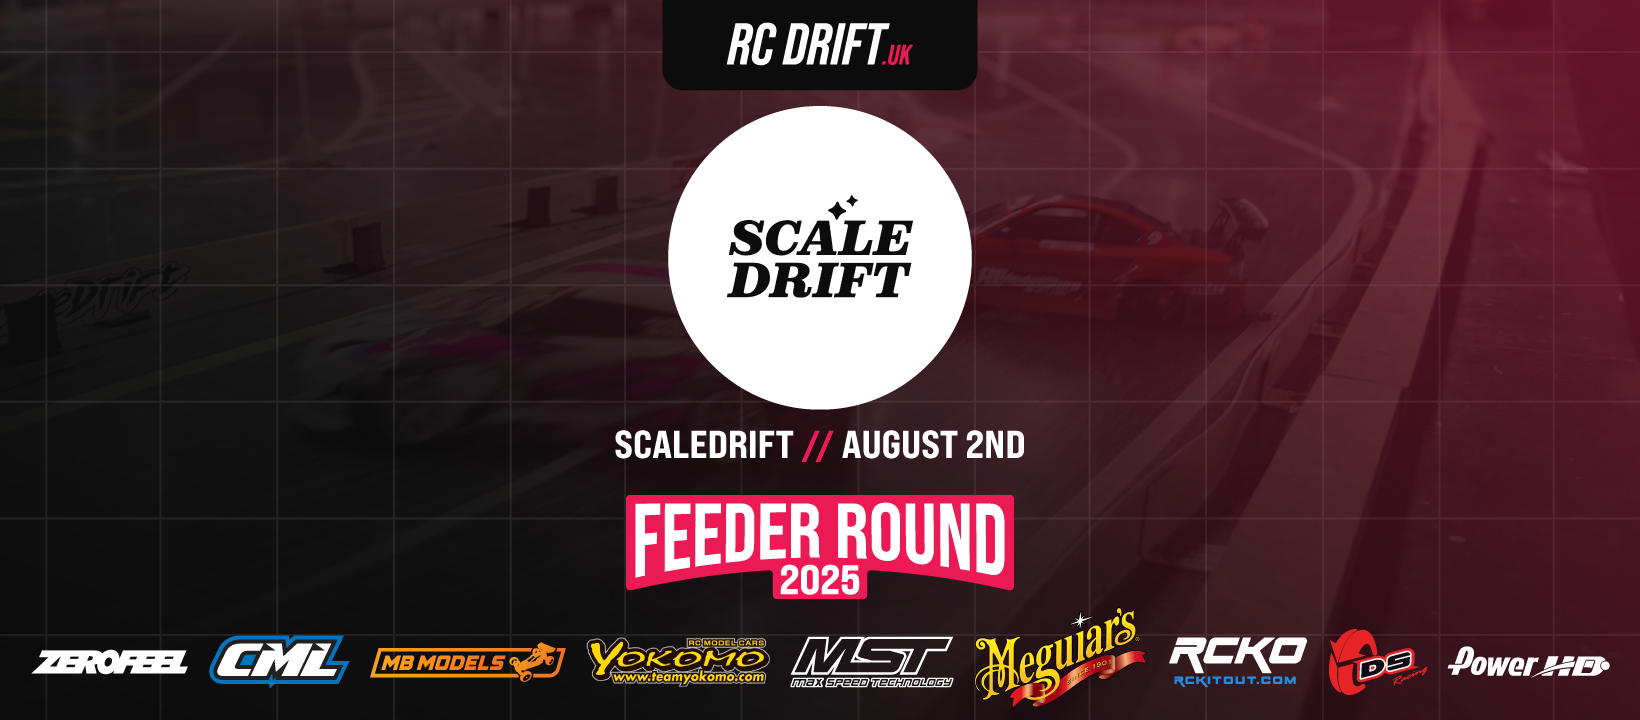 RC DRIFT.UK
SCALE
DRIFT
SCALEDRIFT // AUGUST 2ND
FEEDER ROUND
2025
ZEROFEEL
CML
MB MODELS
RC MODEL CARS
YOKOMO
www.teamyokomo.com
MST
MAX SPEED TECHNOLOGY
Meguiar's
SINCE 1901
RCKO
RCKITOUT.COM
DS
Racing
Power HD